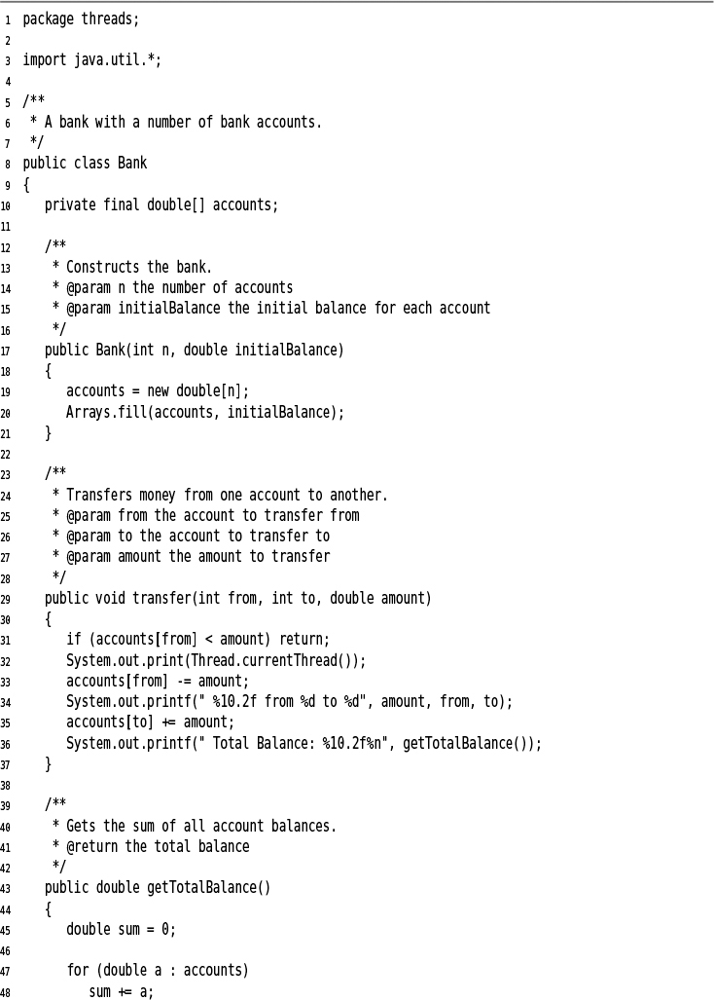 1 package threads;
2
3 import java.util.*;
4
5 /**
6  * A bank with a number of bank accounts.
7  */
8 public class Bank
9 {
10    private final double[] accounts;
11
12    /**
13     * Constructs the bank.
14     * @param n the number of accounts
15     * @param initialBalance the initial balance for each account
16     */
17    public Bank(int n, double initialBalance)
18    {
19       accounts = new double[n];
20       Arrays.fill(accounts, initialBalance);
21    }
22
23    /**
24     * Transfers money from one account to another.
25     * @param from the account to transfer from
26     * @param to the account to transfer to
27     * @param amount the amount to transfer
28     */
29    public void transfer(int from, int to, double amount)
30    {
31       if (accounts[from] < amount) return;
32       System.out.print(Thread.currentThread());
33       accounts[from] -= amount;
34       System.out.printf(" %10.2f from %d to %d", amount, from, to);
35       accounts[to] += amount;
36       System.out.printf(" Total Balance: %10.2f%n", getTotalBalance());
37    }
38
39    /**
40     * Gets the sum of all account balances.
41     * @return the total balance
42     */
43    public double getTotalBalance()
44    {
45       double sum = 0;
46
47       for (double a : accounts)
48          sum += a;